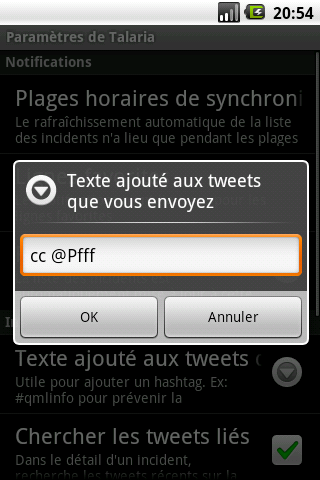 20:54
Paramètres de Talaria
Notifications
Plages horaires de synchroni
Le rafraîchissement automatique de la liste
des incidents n'a lieu que pendant les plages
Texte ajouté aux tweets
que vous envoyez
cc @Pfff
OK
Annuler
Texte ajouté aux tweets
Utile pour ajouter un hashtag. Ex:
#qmlinfo pour prévenir la
Chercher les tweets liés
Dans le détail d'un incident,
recherche les tweets récents sur la